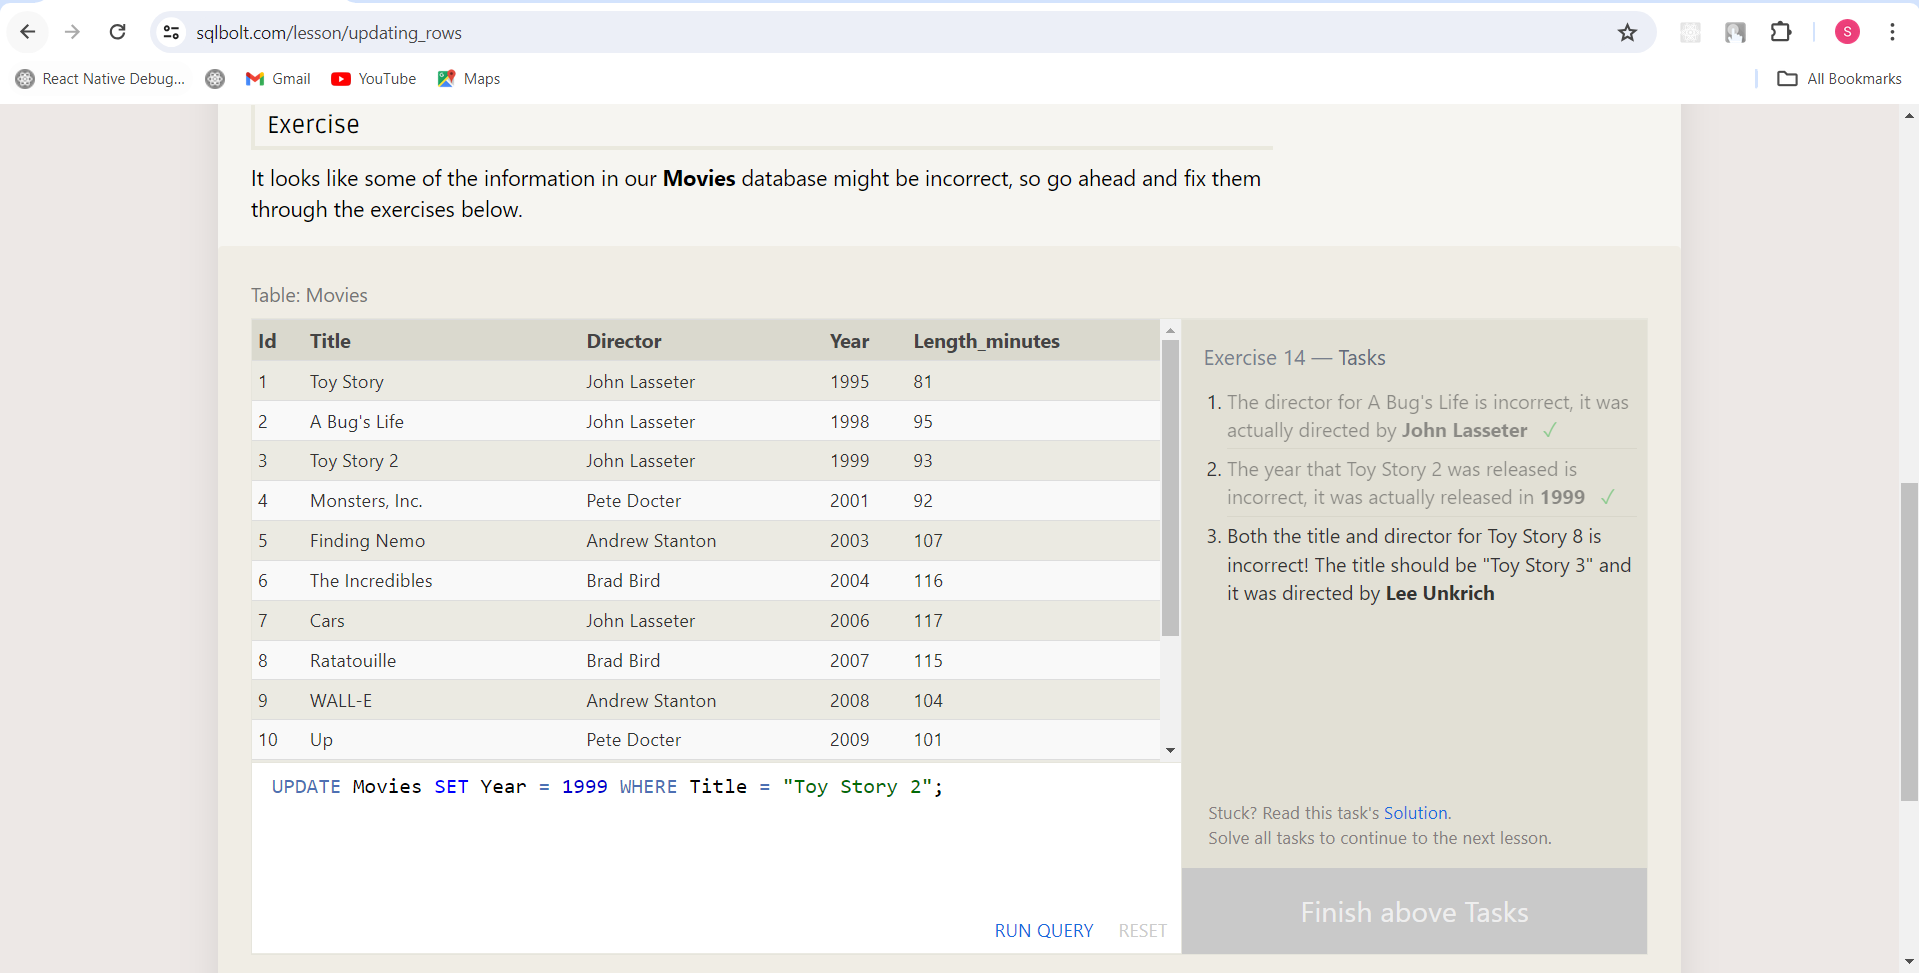 sqlbolt.com/lesson/updating_rows
S
React Native Debug... Gmail YouTube Maps All Bookmarks
Exercise
It looks like some of the information in our Movies database might be incorrect, so go ahead and fix them
through the exercises below.
Table: Movies
Id Title Director Year Length_minutes
1 Toy Story John Lasseter 1995 81
2 A Bug's Life John Lasseter 1998 95
3 Toy Story 2 John Lasseter 1999 93
4 Monsters, Inc. Pete Docter 2001 92
5 Finding Nemo Andrew Stanton 2003 107
6 The Incredibles Brad Bird 2004 116
7 Cars John Lasseter 2006 117
8 Ratatouille Brad Bird 2007 115
9 WALL-E Andrew Stanton 2008 104
10 Up Pete Docter 2009 101
UPDATE Movies SET Year = 1999 WHERE Title = "Toy Story 2";
RUN QUERY RESET
Exercise 14 — Tasks
1. The director for A Bug's Life is incorrect, it was
actually directed by John Lasseter ✓
2. The year that Toy Story 2 was released is
incorrect, it was actually released in 1999 ✓
3. Both the title and director for Toy Story 8 is
incorrect! The title should be "Toy Story 3" and
it was directed by Lee Unkrich
Stuck? Read this task's Solution.
Solve all tasks to continue to the next lesson.
Finish above Tasks